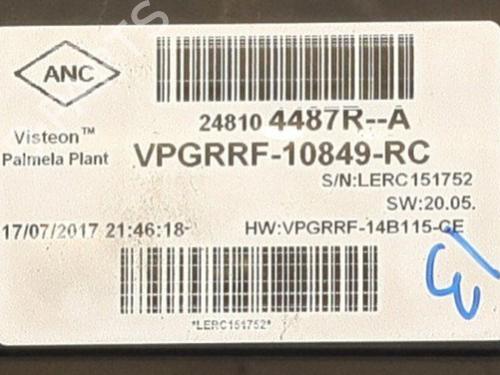 ANC
24810 4487R--A
Visteon™
Palmela Plant
VPGRRF-10849-RC
S/N:LERC151752
SW:20.05.
17/07/2017 21:46:18-
HW:VPGRRF-14B115-CE
3
*LERC151752*